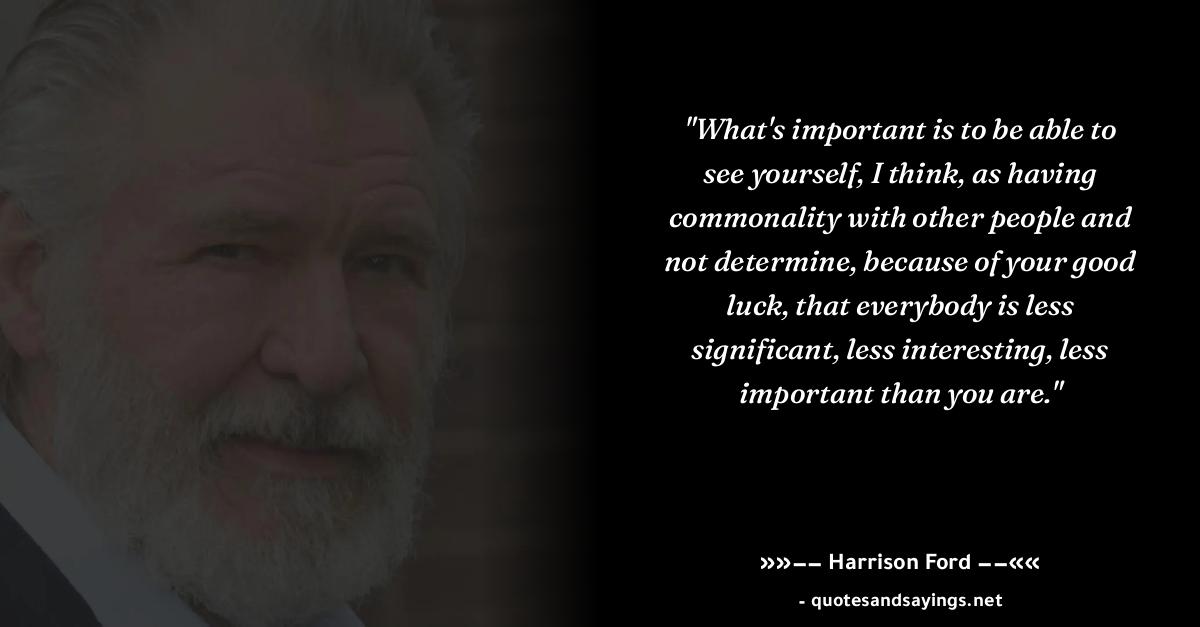 "What's important is to be able to
see yourself, I think, as having
commonality with other people and
not determine, because of your good
luck, that everybody is less
significant, less interesting, less
important than you are."
»»−− Harrison Ford −−««
- quotesandsayings.net